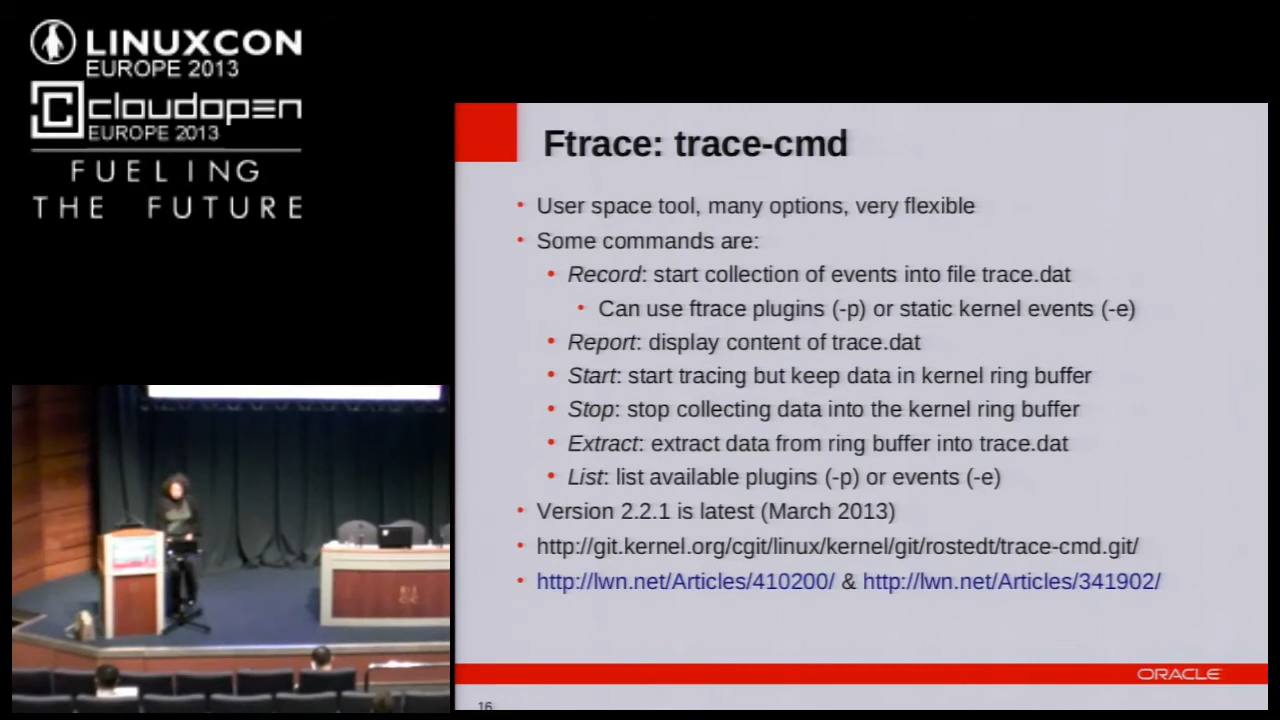 LINUXCON
EUROPE 2013
cloudopen
EUROPE 2013
FUELING
THE FUTURE
Ftrace: trace-cmd
• User space tool, many options, very flexible
• Some commands are:
• Record: start collection of events into file trace.dat
• Can use ftrace plugins (-p) or static kernel events (-e)
• Report: display content of trace.dat
• Start: start tracing but keep data in kernel ring buffer
• Stop: stop collecting data into the kernel ring buffer
• Extract: extract data from ring buffer into trace.dat
• List: list available plugins (-p) or events (-e)
• Version 2.2.1 is latest (March 2013)
• http://git.kernel.org/cgit/linux/kernel/git/rostedt/trace-cmd.git/
• http://lwn.net/Articles/410200/ & http://lwn.net/Articles/341902/
ORACLE
16